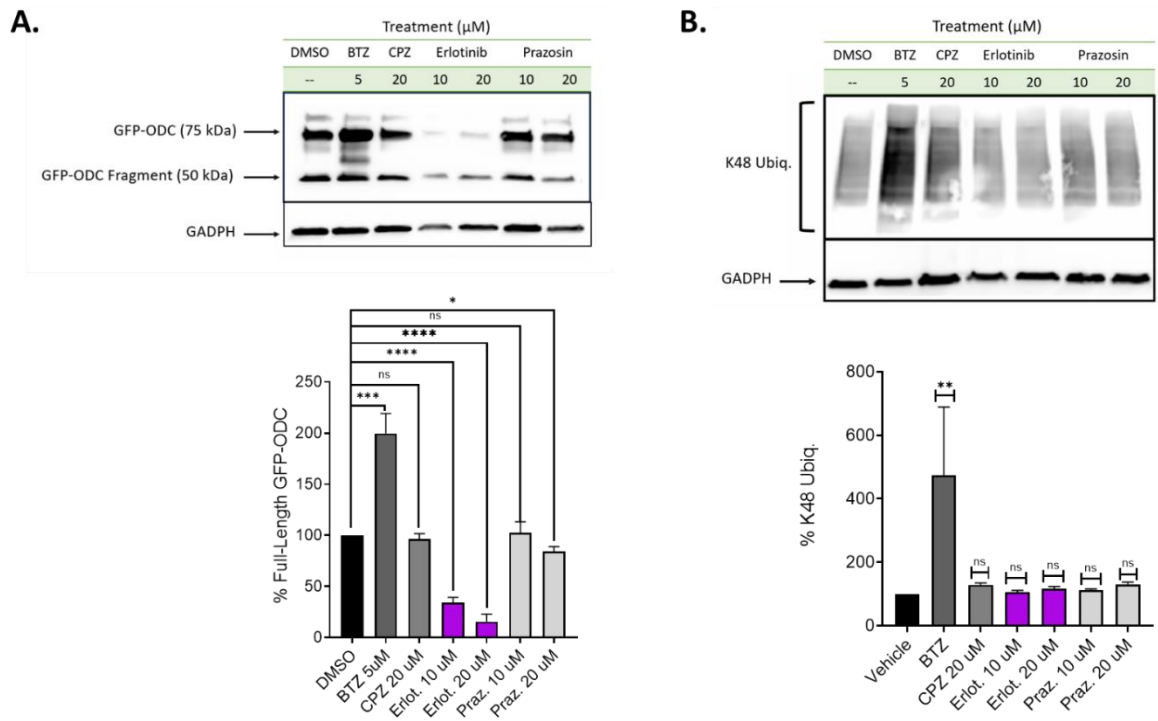 A.
Treatment (µM)
DMSO BTZ CPZ Erlotinib Prazosin
-- 5 20 10 20 10 20
GFP-ODC (75 kDa)
GFP-ODC Fragment (50 kDa)
GADPH
*
ns
****
****
ns
***
% Full-Length GFP-ODC
250
200
150
100
50
0
DMSO
BTZ 5uM
CPZ 20 uM
Erlot. 10 uM
Erlot. 20 uM
Praz. 10 uM
Praz. 20 uM
B.
Treatment (µM)
DMSO BTZ CPZ Erlotinib Prazosin
-- 5 20 10 20 10 20
K48 Ubiq.
GADPH
% K48 Ubiq.
800
600
400
200
0
**
ns ns ns ns ns
Vehicle
BTZ
CPZ 20 uM
Erlot. 10 uM
Erlot. 20 uM
Praz. 10 uM
Praz. 20 uM